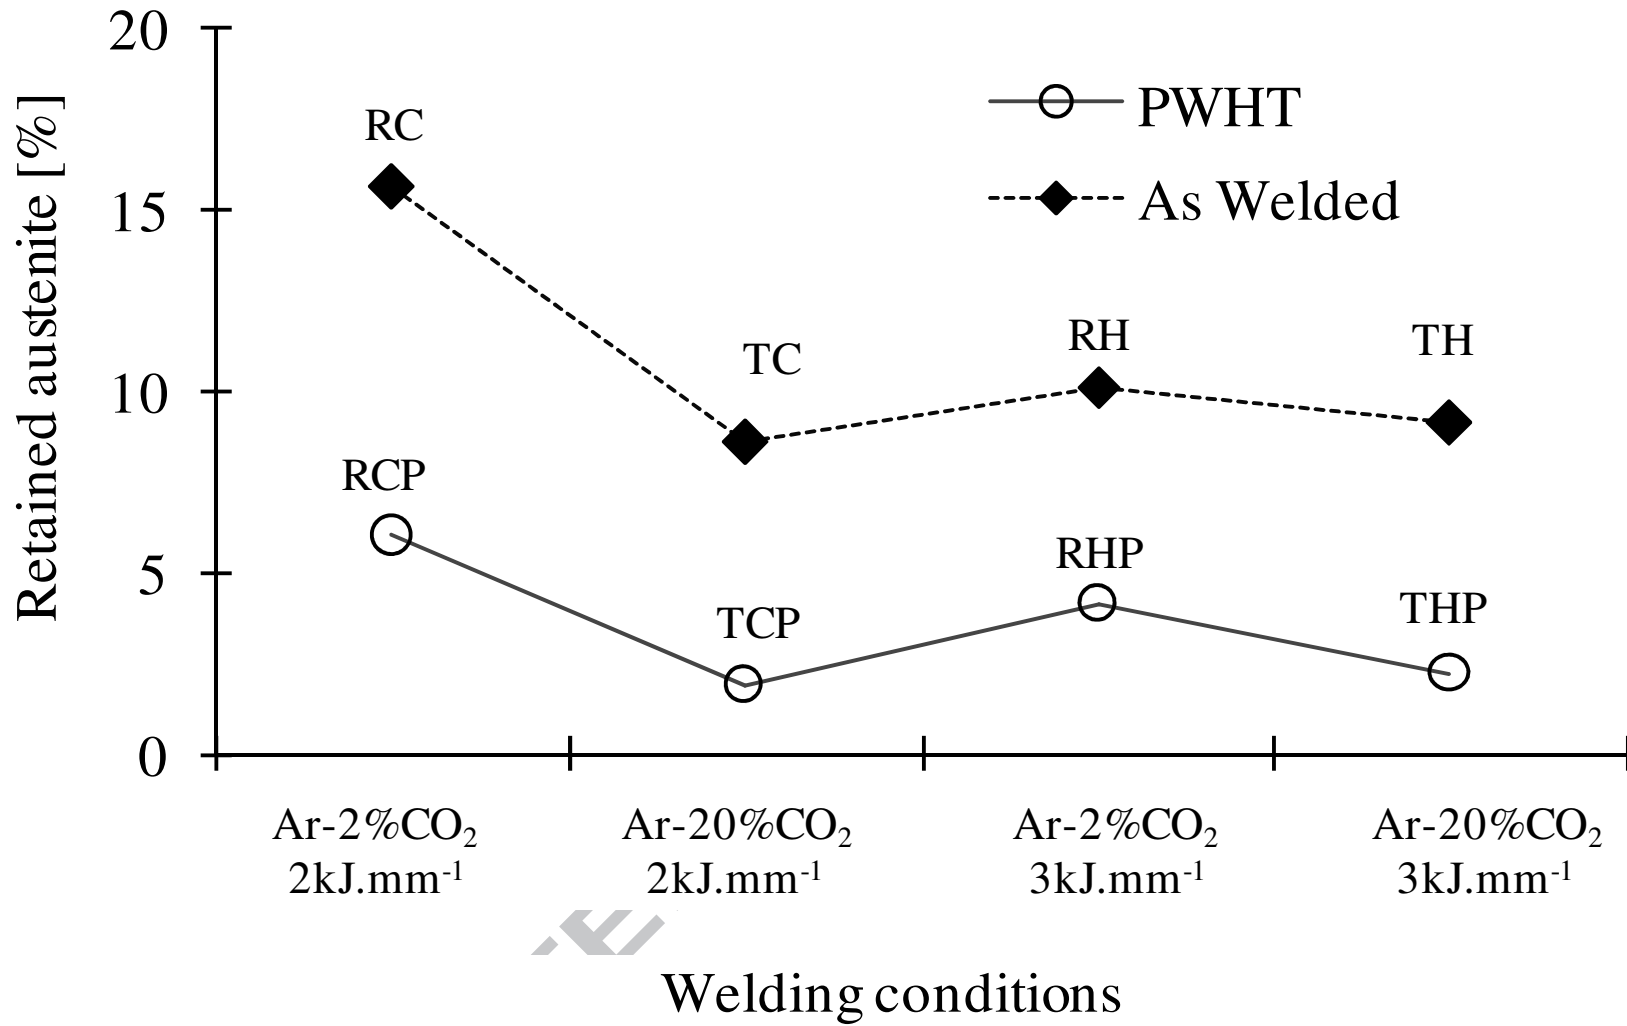 20
RC
PWHT
As Welded
15
Retained austenite [%]
RH
TH
TC
10
RCP
RHP
5
THP
TCP
0
Ar-2%CO₂
2kJ.mm⁻¹
Ar-20%CO₂
2kJ.mm⁻¹
Ar-2%CO₂
3kJ.mm⁻¹
Ar-20%CO₂
3kJ.mm⁻¹
Welding conditions